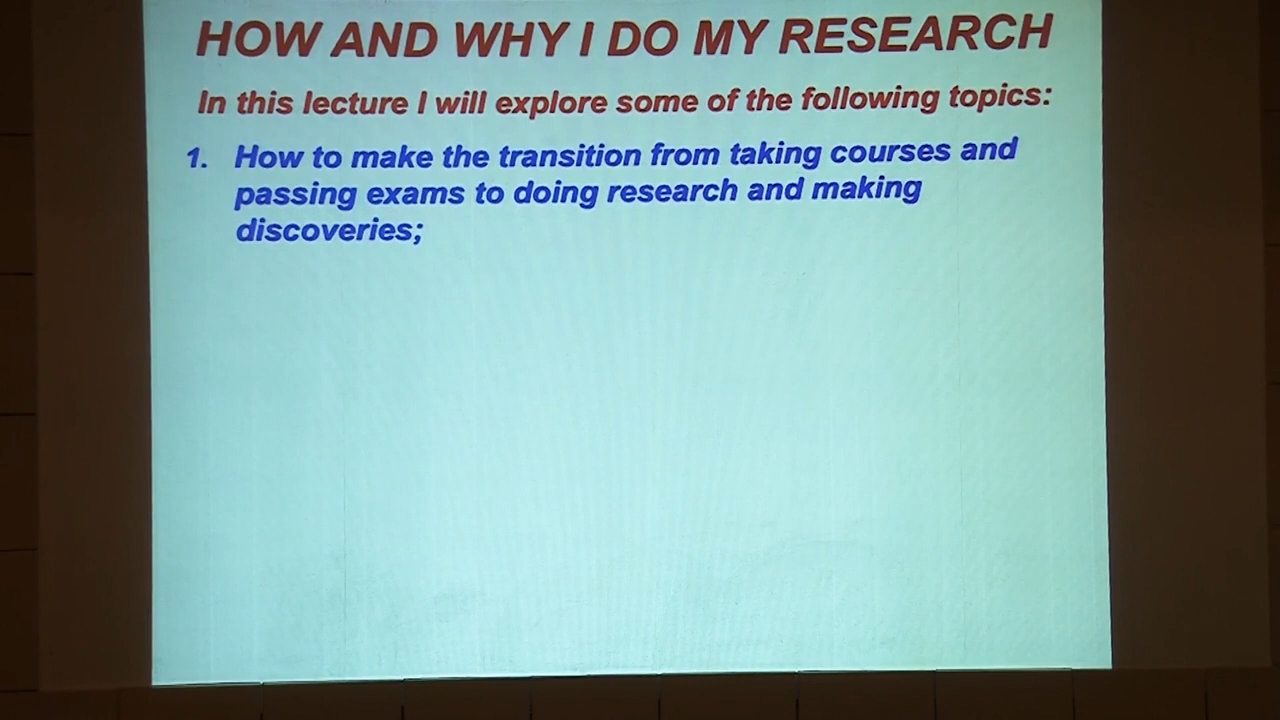 HOW AND WHY I DO MY RESEARCH
In this lecture I will explore some of the following topics:
1. How to make the transition from taking courses and
passing exams to doing research and making
discoveries;